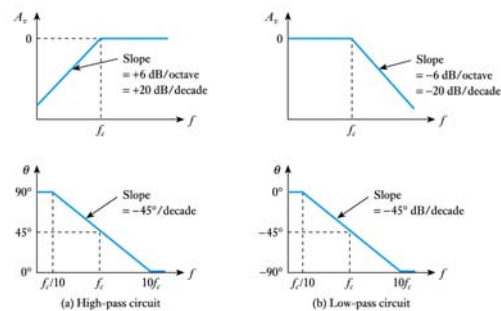 A_v
0
Slope
= +6 dB/octave
= +20 dB/decade
f_c
f
A_v
0
Slope
= −6 dB/octave
= −20 dB/decade
f_c
f
θ
90°
45°
0°
Slope
= −45°/decade
f_c/10
f_c
10f_c
f
(a) High-pass circuit
θ
0°
−45°
−90°
Slope
= −45° dB/decade
f_c/10
f_c
10f_c
f
(b) Low-pass circuit